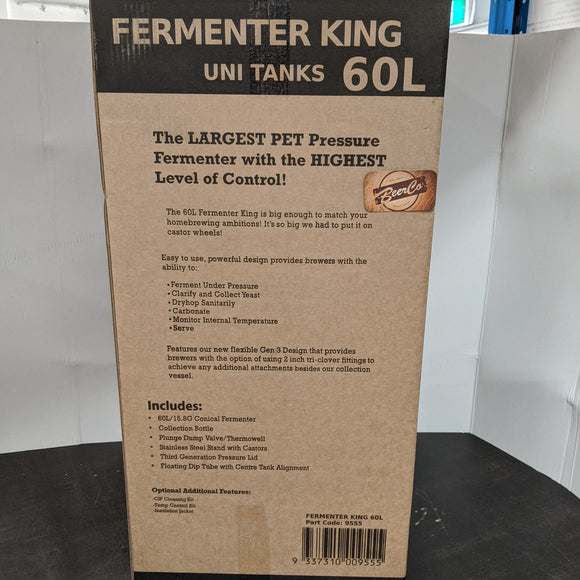 FERMENTER KING
UNI TANKS 60L
The LARGEST PET Pressure
Fermenter with the HIGHEST
Level of Control!
BeerCo
The 60L Fermenter King is big enough to match your
homebrewing ambitions! It's so big we had to put it on
castor wheels!
Easy to use, powerful design provides brewers with the
ability to:
• Ferment Under Pressure
• Clarify and Collect Yeast
• Dryhop Sanitarily
• Carbonate
• Monitor Internal Temperature
• Serve
Features our new flexible Gen 3 Design that provides
brewers with the option of using 2 inch tri-clover fittings to
achieve any additional attachments besides our collection
vessel.
Includes:
• 60L/15.8G Conical Fermenter
• Collection Bottle
• Plunge Dump Valve/Thermowell
• Stainless Steel Stand with Castors
• Third Generation Pressure Lid
• Floating Dip Tube with Centre Tank Alignment
Optional Additional Features:
-CIP Cleaning Kit
-Temp Control Kit
-Insulation Jacket
FERMENTER KING 60L
Part Code: 9555
9 337310 009555